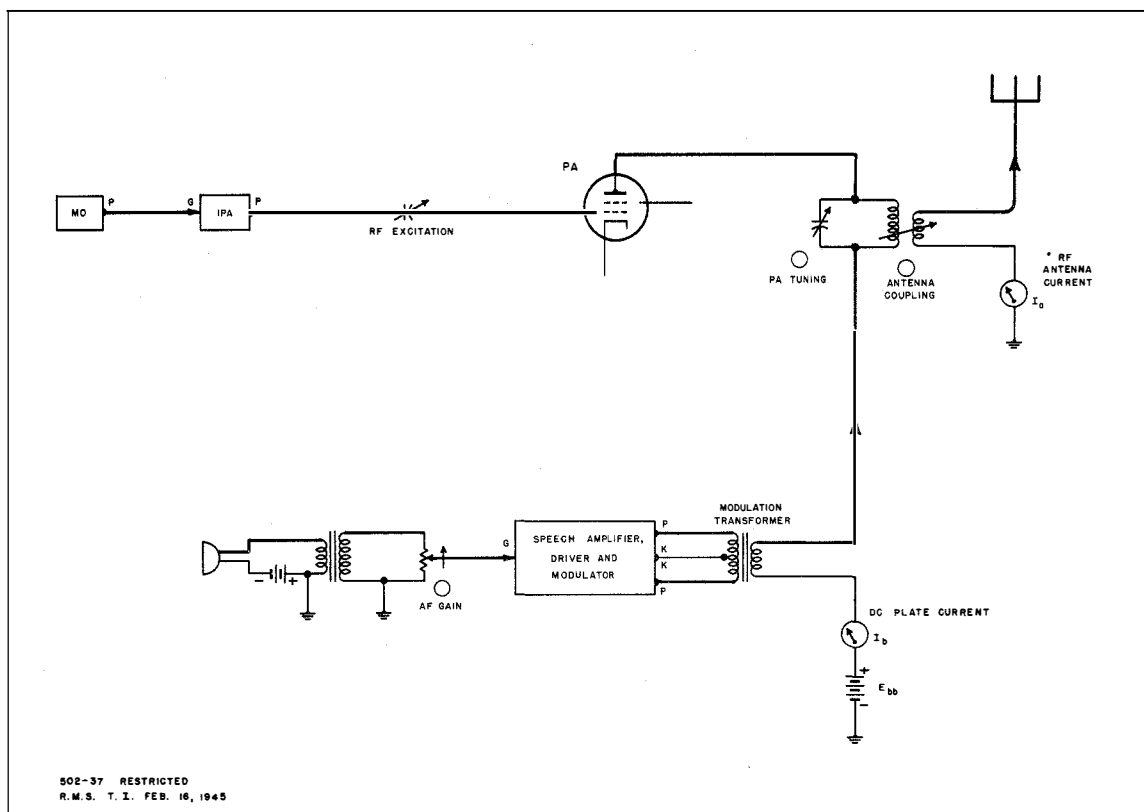 PA
MO
P
G
IPA
P
RF EXCITATION
PA TUNING
ANTENNA
COUPLING
* RF
ANTENNA
CURRENT
Ia
MODULATION
TRANSFORMER
G
SPEECH AMPLIFIER,
DRIVER AND
MODULATOR
P
K
K
P
- +
AF GAIN
DC PLATE CURRENT
Ib
+
Ebb
-
502-37 RESTRICTED
R.M.S. T. I. FEB. 16, 1945